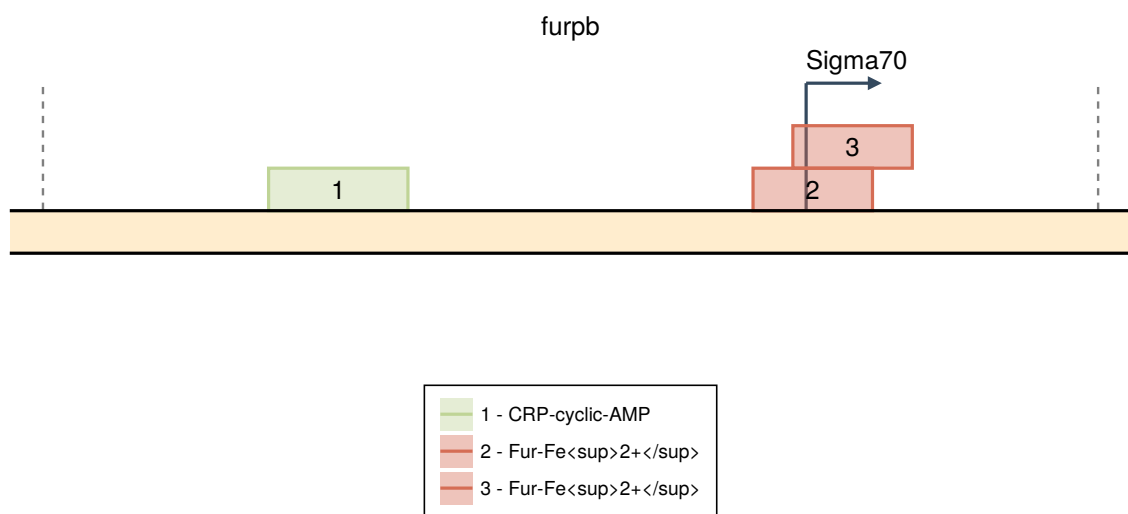 furpb
Sigma70
3
1
2
1 - CRP-cyclic-AMP
2 - Fur-Fe<sup>2+</sup>
3 - Fur-Fe<sup>2+</sup>